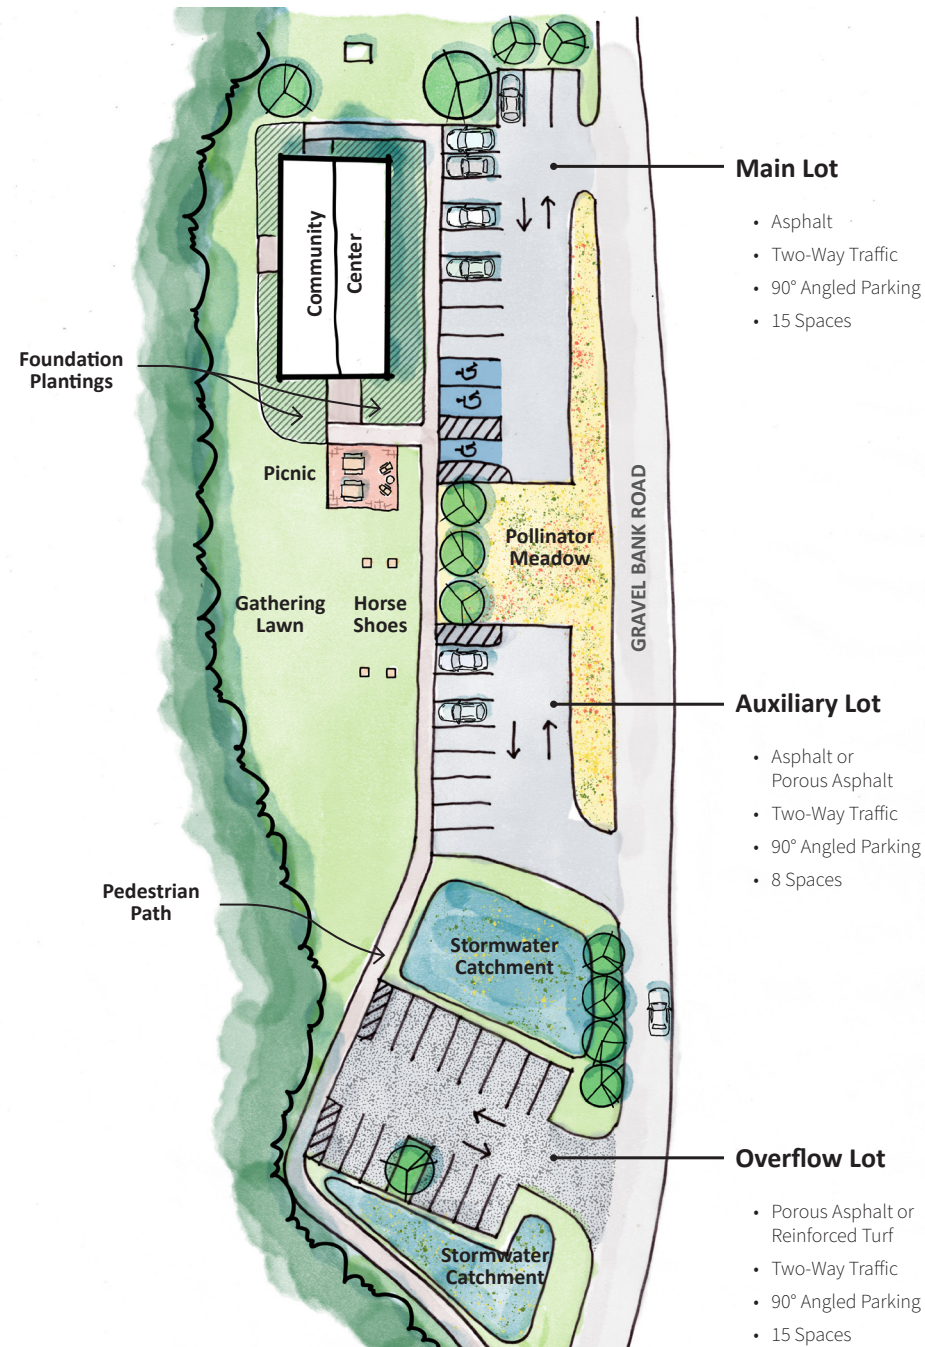 Main Lot
• Asphalt
• Two-Way Traffic
• 90° Angled Parking
• 15 Spaces
Community
Center
Foundation
Plantings
Picnic
Pollinator
Meadow
GRAVEL BANK ROAD
Gathering
Lawn
Horse
Shoes
Auxiliary Lot
• Asphalt or
Porous Asphalt
• Two-Way Traffic
• 90° Angled Parking
• 8 Spaces
Pedestrian
Path
Stormwater
Catchment
Overflow Lot
• Porous Asphalt or
Reinforced Turf
• Two-Way Traffic
• 90° Angled Parking
• 15 Spaces
Stormwater
Catchment